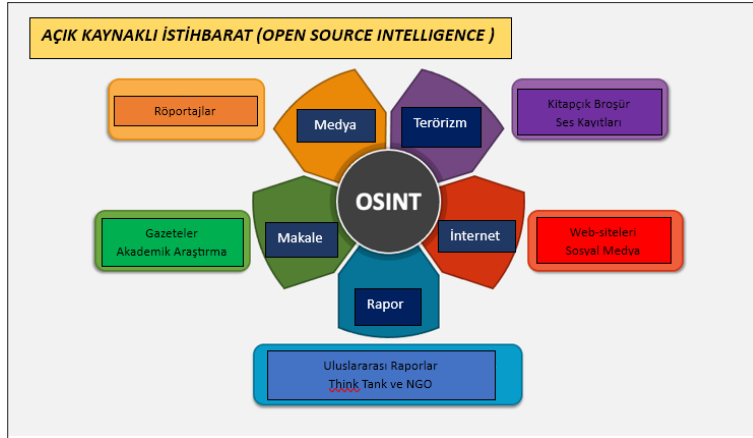 AÇIK KAYNAKLI İSTİHBARAT (OPEN SOURCE INTELLIGENCE )
Röportajlar
Medya
Terörizm
Kitapçık Broşür
Ses Kayıtları
OSINT
Gazeteler
Akademik Araştırma
Makale
İnternet
Web-siteleri
Sosyal Medya
Rapor
Uluslararası Raporlar
Think Tank ve NGO